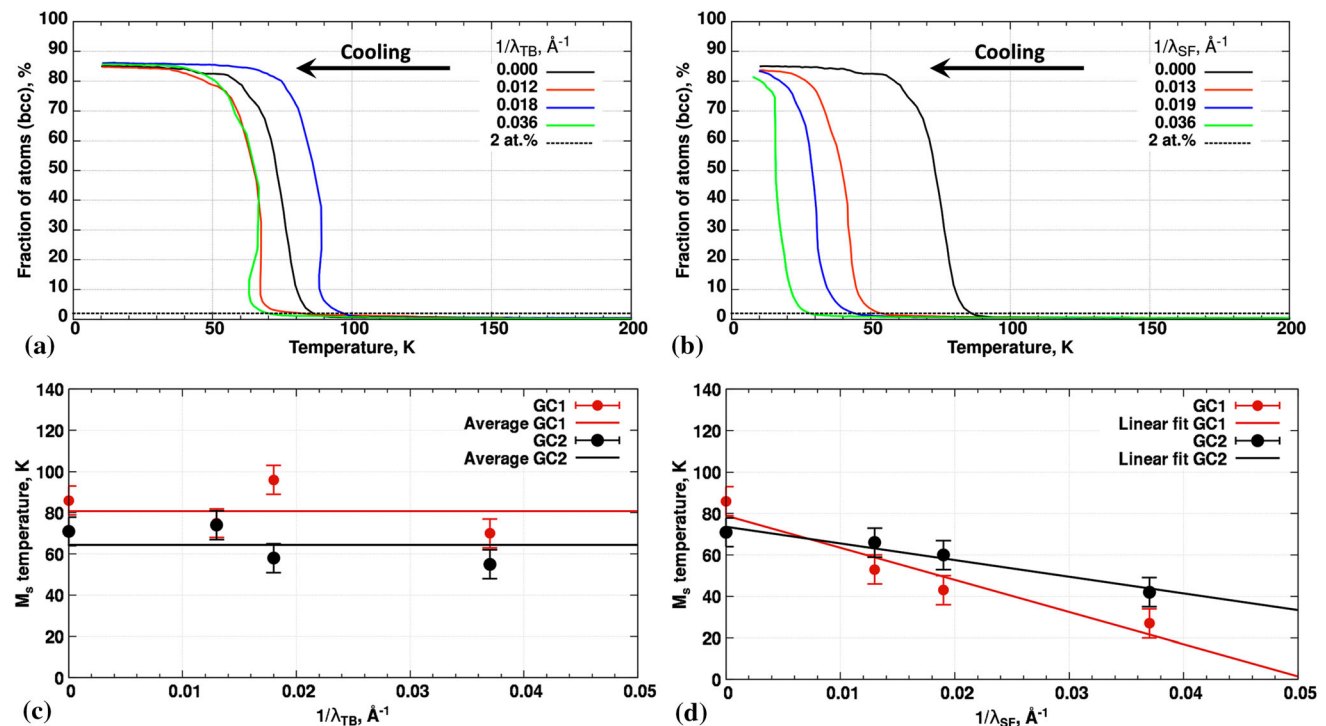 100
90
80
70
60
50
40
30
20
10
0
Fraction of atoms (bcc), %
Cooling
1/λTB, Å-1
0.000
0.012
0.018
0.036
2 at.%
50
100
150
200
(a)
Temperature, K
100
90
80
70
60
50
40
30
20
10
0
Fraction of atoms (bcc), %
Cooling
1/λSF, Å-1
0.000
0.013
0.019
0.036
2 at.%
0
50
100
150
200
(b)
Temperature, K
140
120
100
80
60
40
20
0
Ms temperature, K
GC1
Average GC1
GC2
Average GC2
0
0.01
0.02
0.03
0.04
0.05
(c)
1/λTB, Å-1
140
120
100
80
60
40
20
0
Ms temperature, K
GC1
Linear fit GC1
GC2
Linear fit GC2
0
0.01
0.02
0.03
0.04
0.05
(d)
1/λSF, Å-1